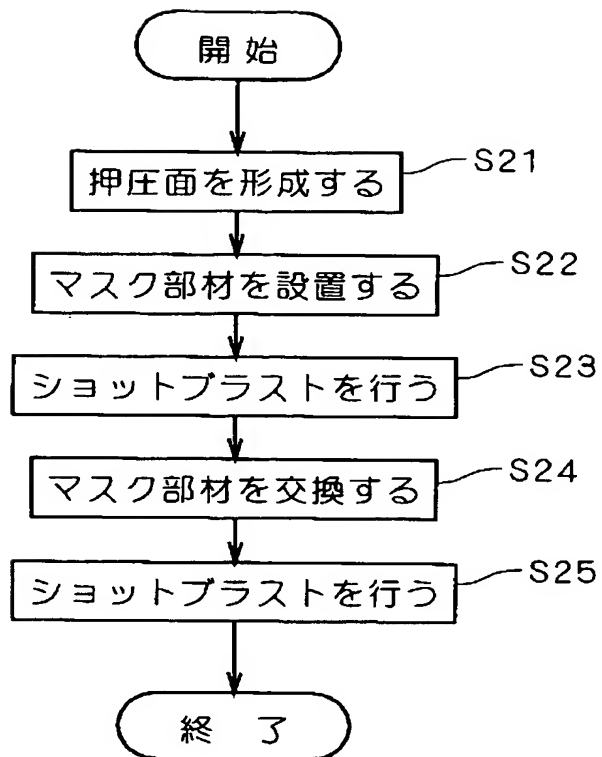 開始
押圧面を形成する
S21
マスク部材を設置する
S22
ショットブラストを行う
S23
マスク部材を交換する
S24
ショットブラストを行う
S25
終了